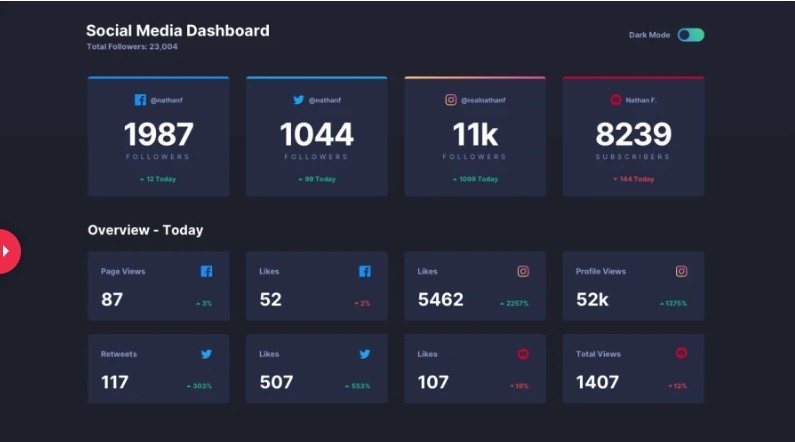 Social Media Dashboard
Total Followers: 23,004
Dark Mode
@nathanf
1987
FOLLOWERS
12 Today
@nathanf
1044
FOLLOWERS
99 Today
@realnathanf
11k
FOLLOWERS
1099 Today
Nathan F.
8239
SUBSCRIBERS
144 Today
Overview - Today
Page Views
87
3%
Likes
52
2%
Likes
5462
2257%
Profile Views
52k
1375%
Retweets
117
303%
Likes
507
553%
Likes
107
19%
Total Views
1407
12%